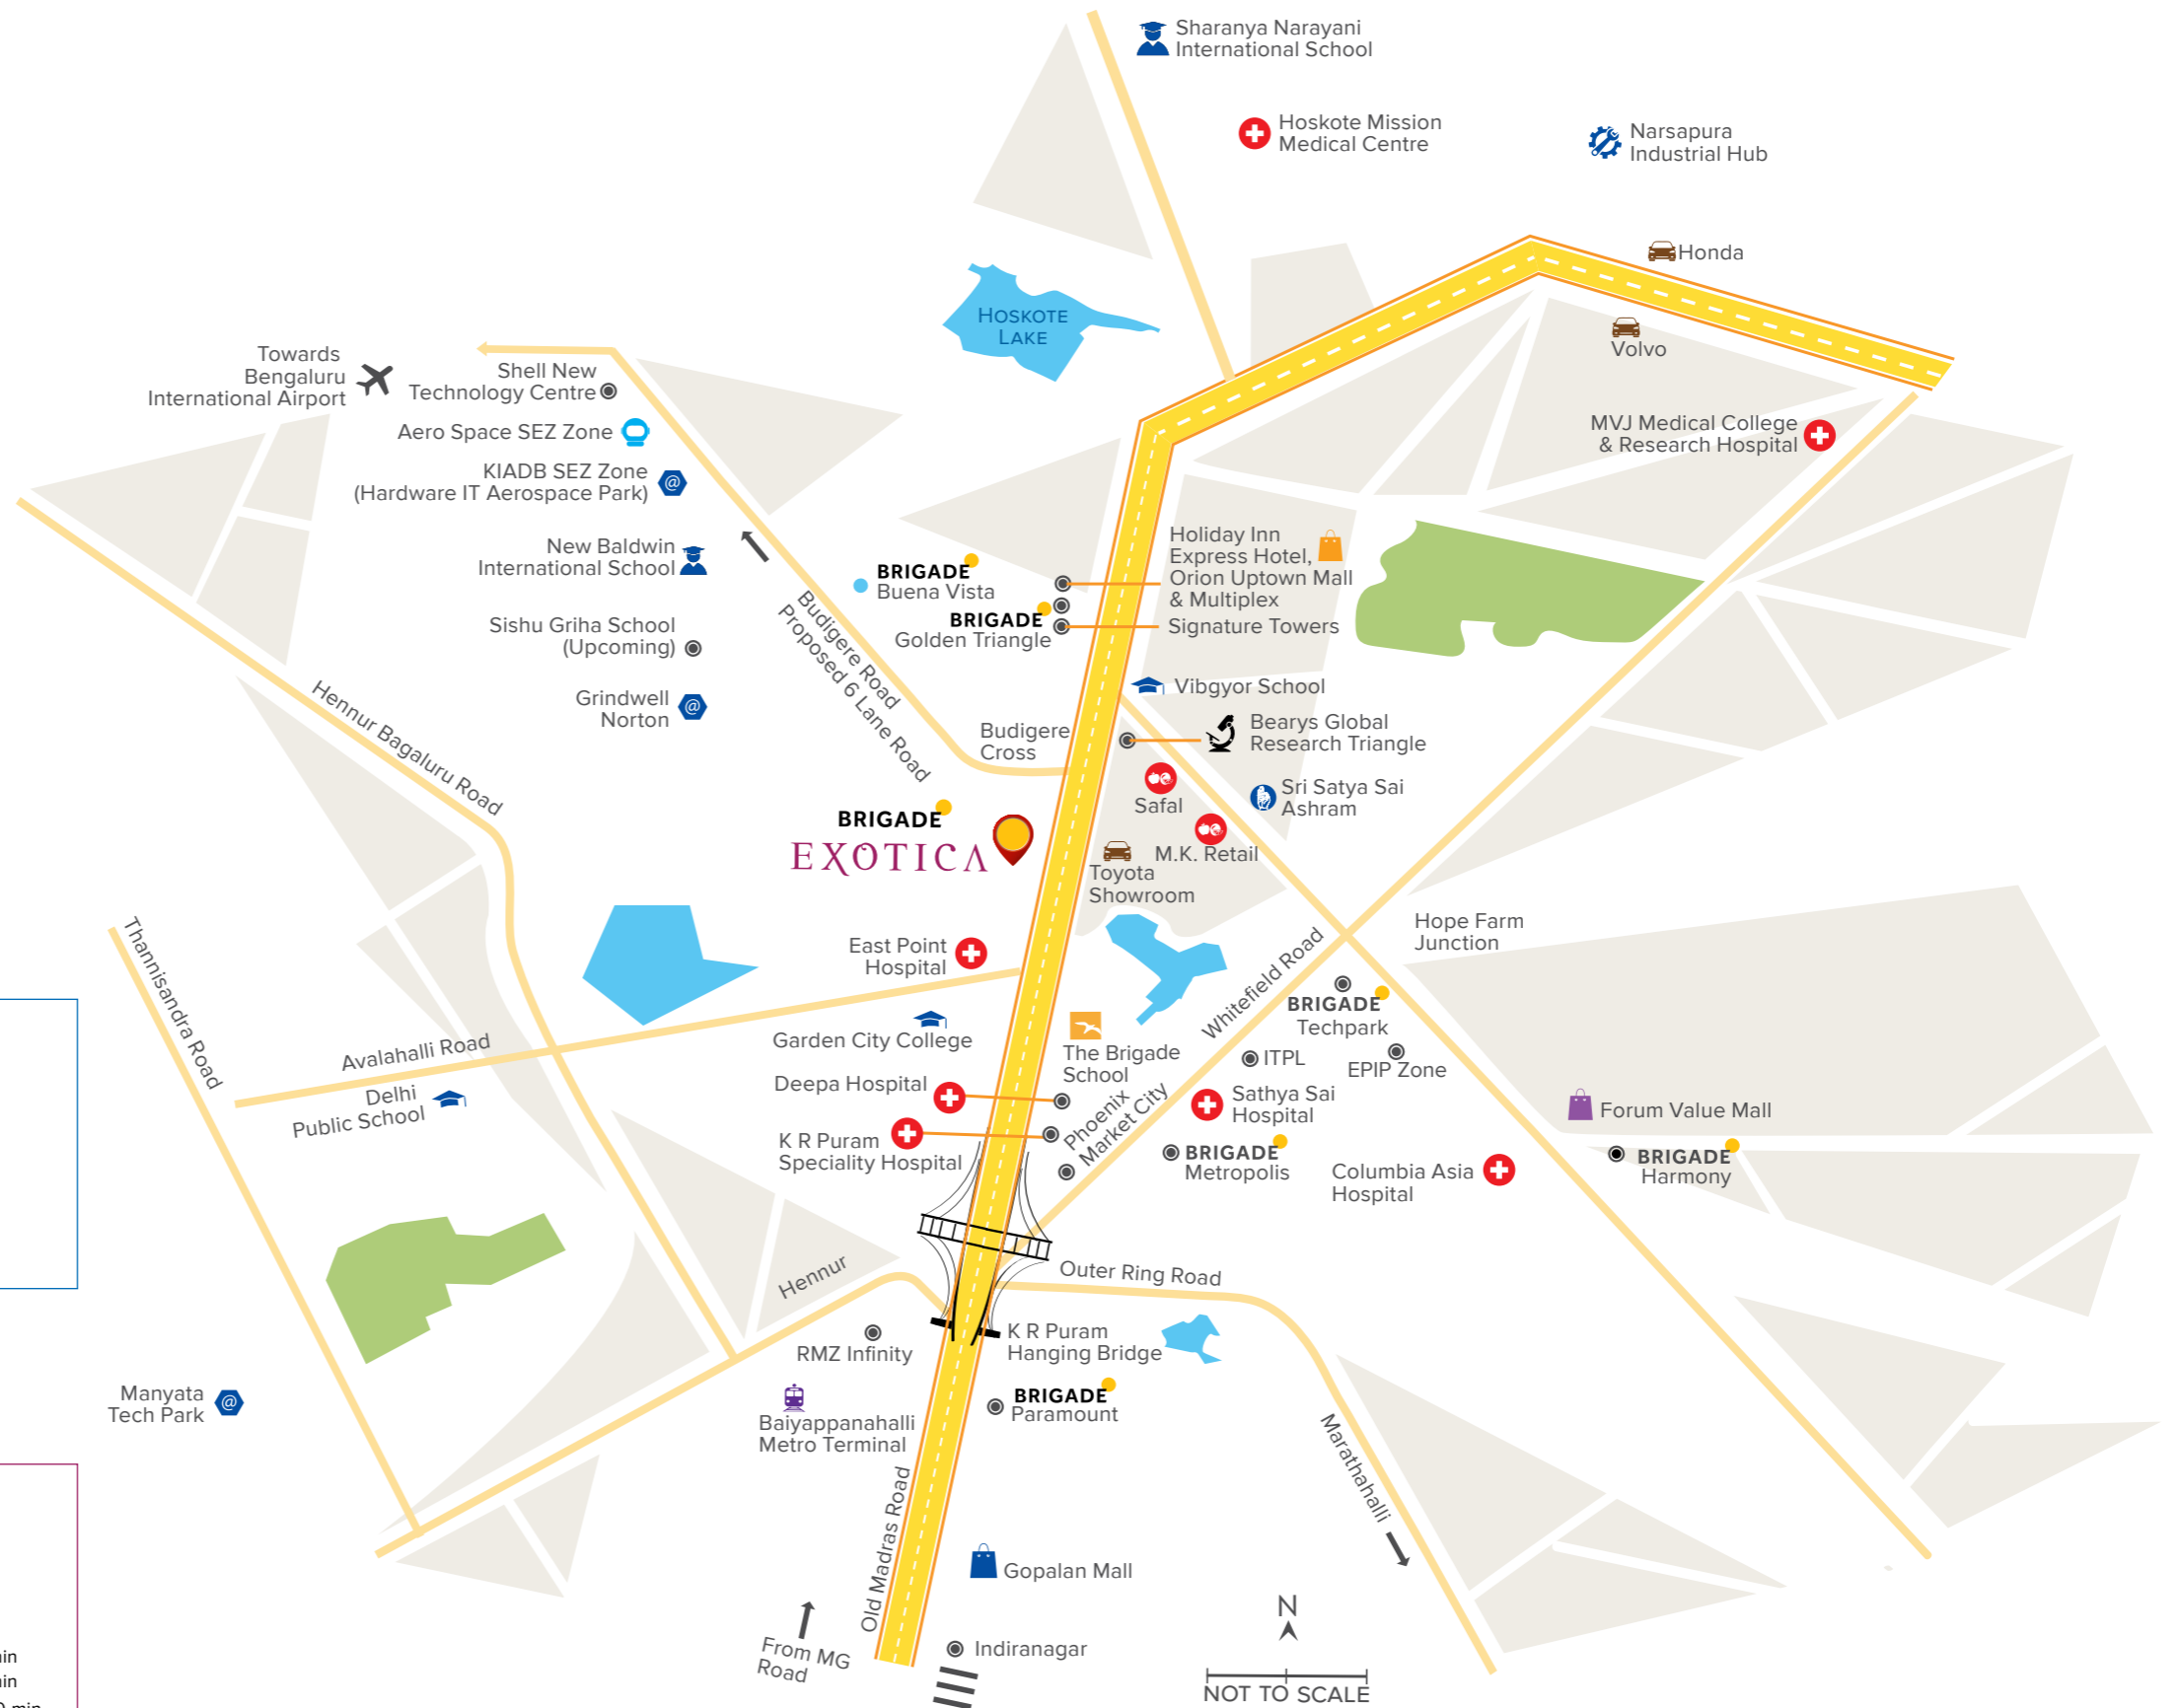 Sharanya Narayani
International School
Hoskote Mission
Medical Centre
Narsapura
Industrial Hub
Honda
Volvo
HOSKOTE
LAKE
Towards
Bengaluru
International Airport
Shell New
Technology Centre
Aero Space SEZ Zone
KIADB SEZ Zone
(Hardware IT Aerospace Park)
@
MVJ Medical College
& Research Hospital
New Baldwin
International School
BRIGADE
Buena Vista
BRIGADE
Golden Triangle
Holiday Inn
Express Hotel,
Orion Uptown Mall
& Multiplex
Signature Towers
Sishu Griha School
(Upcoming)
Grindwell
Norton
@
Budigere Road
Proposed 6 Lane Road
Hennur Bagaluru Road
Vibgyor School
Budigere
Cross
Bearys Global
Research Triangle
Safal
Sri Satya Sai
Ashram
BRIGADE
EXOTICA
M.K. Retail
Toyota
Showroom
Hope Farm
Junction
East Point
Hospital
Whitefield Road
Thannisandra Road
Avalahalli Road
Delhi
Public School
Garden City College
The Brigade
School
BRIGADE
Techpark
ITPL
EPIP Zone
Deepa Hospital
Phoenix
Market City
Sathya Sai
Hospital
Forum Value Mall
K R Puram
Speciality Hospital
BRIGADE
Metropolis
Columbia Asia
Hospital
BRIGADE
Harmony
Hennur
Outer Ring Road
RMZ Infinity
K R Puram
Hanging Bridge
Manyata
Tech Park
@
Baiyappanahalli
Metro Terminal
BRIGADE
Paramount
Marathahalli
Old Madras Road
Gopalan Mall
From MG
Road
Indiranagar
N
NOT TO SCALE